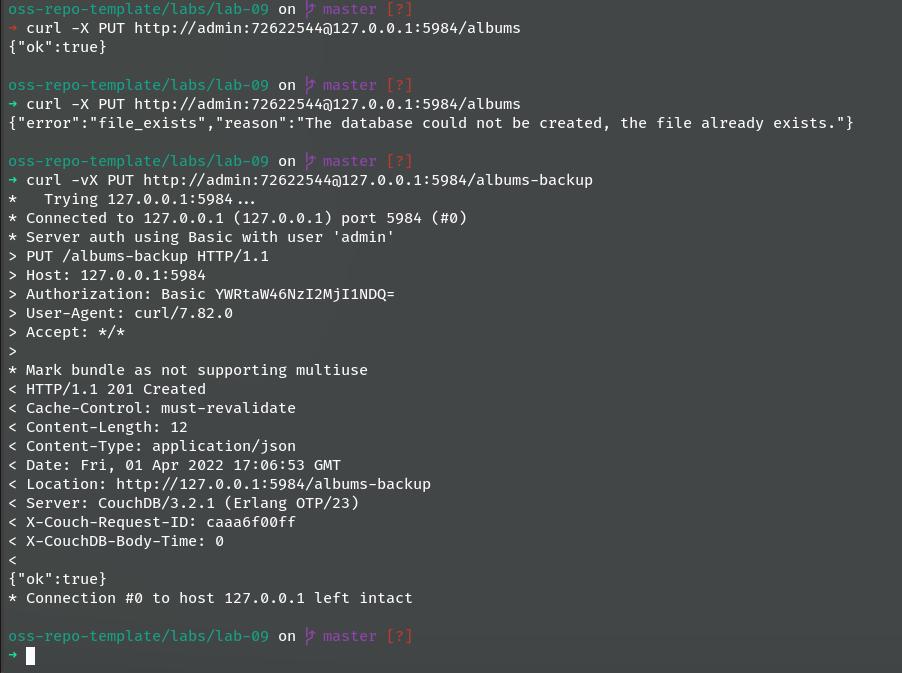 oss-repo-template/labs/lab-09 on master [?]
➜ curl -X PUT http://admin:72622544@127.0.0.1:5984/albums
{"ok":true}
oss-repo-template/labs/lab-09 on master [?]
➜ curl -X PUT http://admin:72622544@127.0.0.1:5984/albums
{"error":"file_exists","reason":"The database could not be created, the file already exists."}
oss-repo-template/labs/lab-09 on master [?]
➜ curl -vX PUT http://admin:72622544@127.0.0.1:5984/albums-backup
*   Trying 127.0.0.1:5984...
* Connected to 127.0.0.1 (127.0.0.1) port 5984 (#0)
* Server auth using Basic with user 'admin'
> PUT /albums-backup HTTP/1.1
> Host: 127.0.0.1:5984
> Authorization: Basic YWRtaW46NzI2MjI1NDQ=
> User-Agent: curl/7.82.0
> Accept: */*
>
* Mark bundle as not supporting multiuse
< HTTP/1.1 201 Created
< Cache-Control: must-revalidate
< Content-Length: 12
< Content-Type: application/json
< Date: Fri, 01 Apr 2022 17:06:53 GMT
< Location: http://127.0.0.1:5984/albums-backup
< Server: CouchDB/3.2.1 (Erlang OTP/23)
< X-Couch-Request-ID: caaa6f00ff
< X-CouchDB-Body-Time: 0
<
{"ok":true}
* Connection #0 to host 127.0.0.1 left intact
oss-repo-template/labs/lab-09 on master [?]
➜